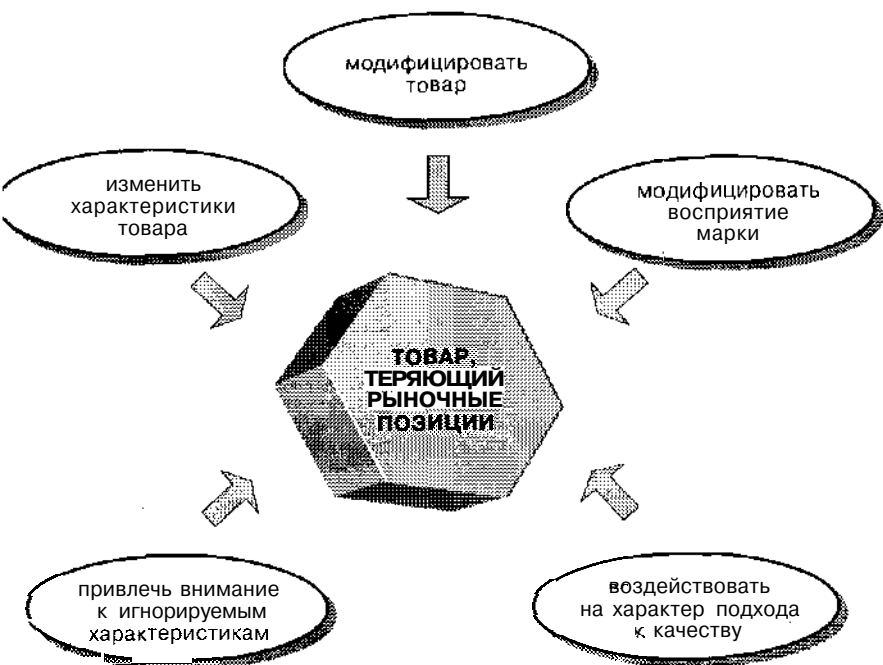 модифицировать
товар
изменить
характеристики
товара
модифицировать
восприятие
марки
ТОВАР,
ТЕРЯЮЩИЙ
РЫНОЧНЫЕ
ПОЗИЦИИ
привлечь внимание
к игнорируемым
характеристикам
воздействовать
на характер подхода
к качеству